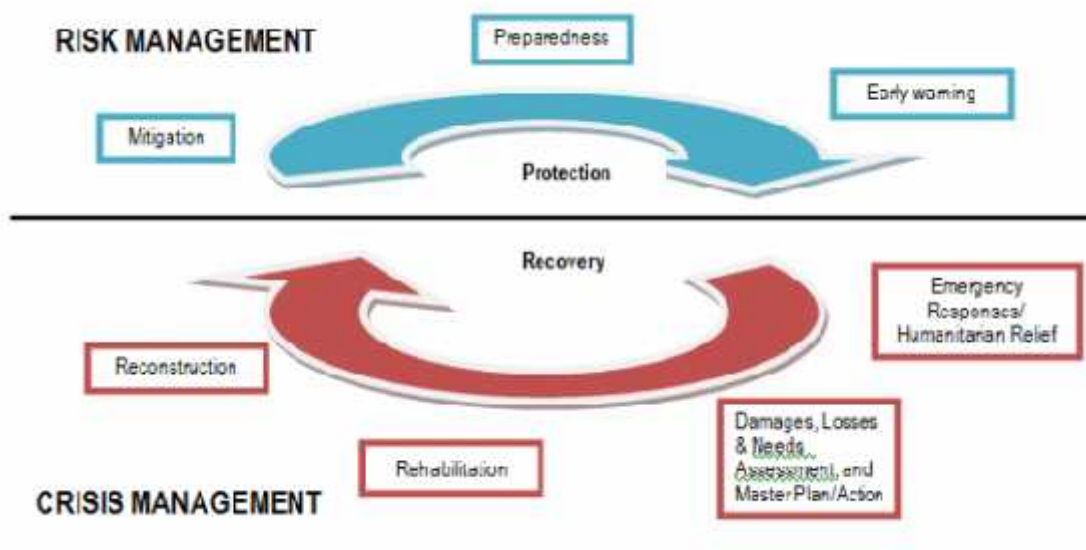 RISK MANAGEMENT
Preparedness
Early warning
Mitigation
Protection
Recovery
Emergency
Responses/
Humanitarian Relief
Reconstruction
Damages, Losses
& Needs
Assessment, and
Master Plan/Action
Rehabilitation
CRISIS MANAGEMENT